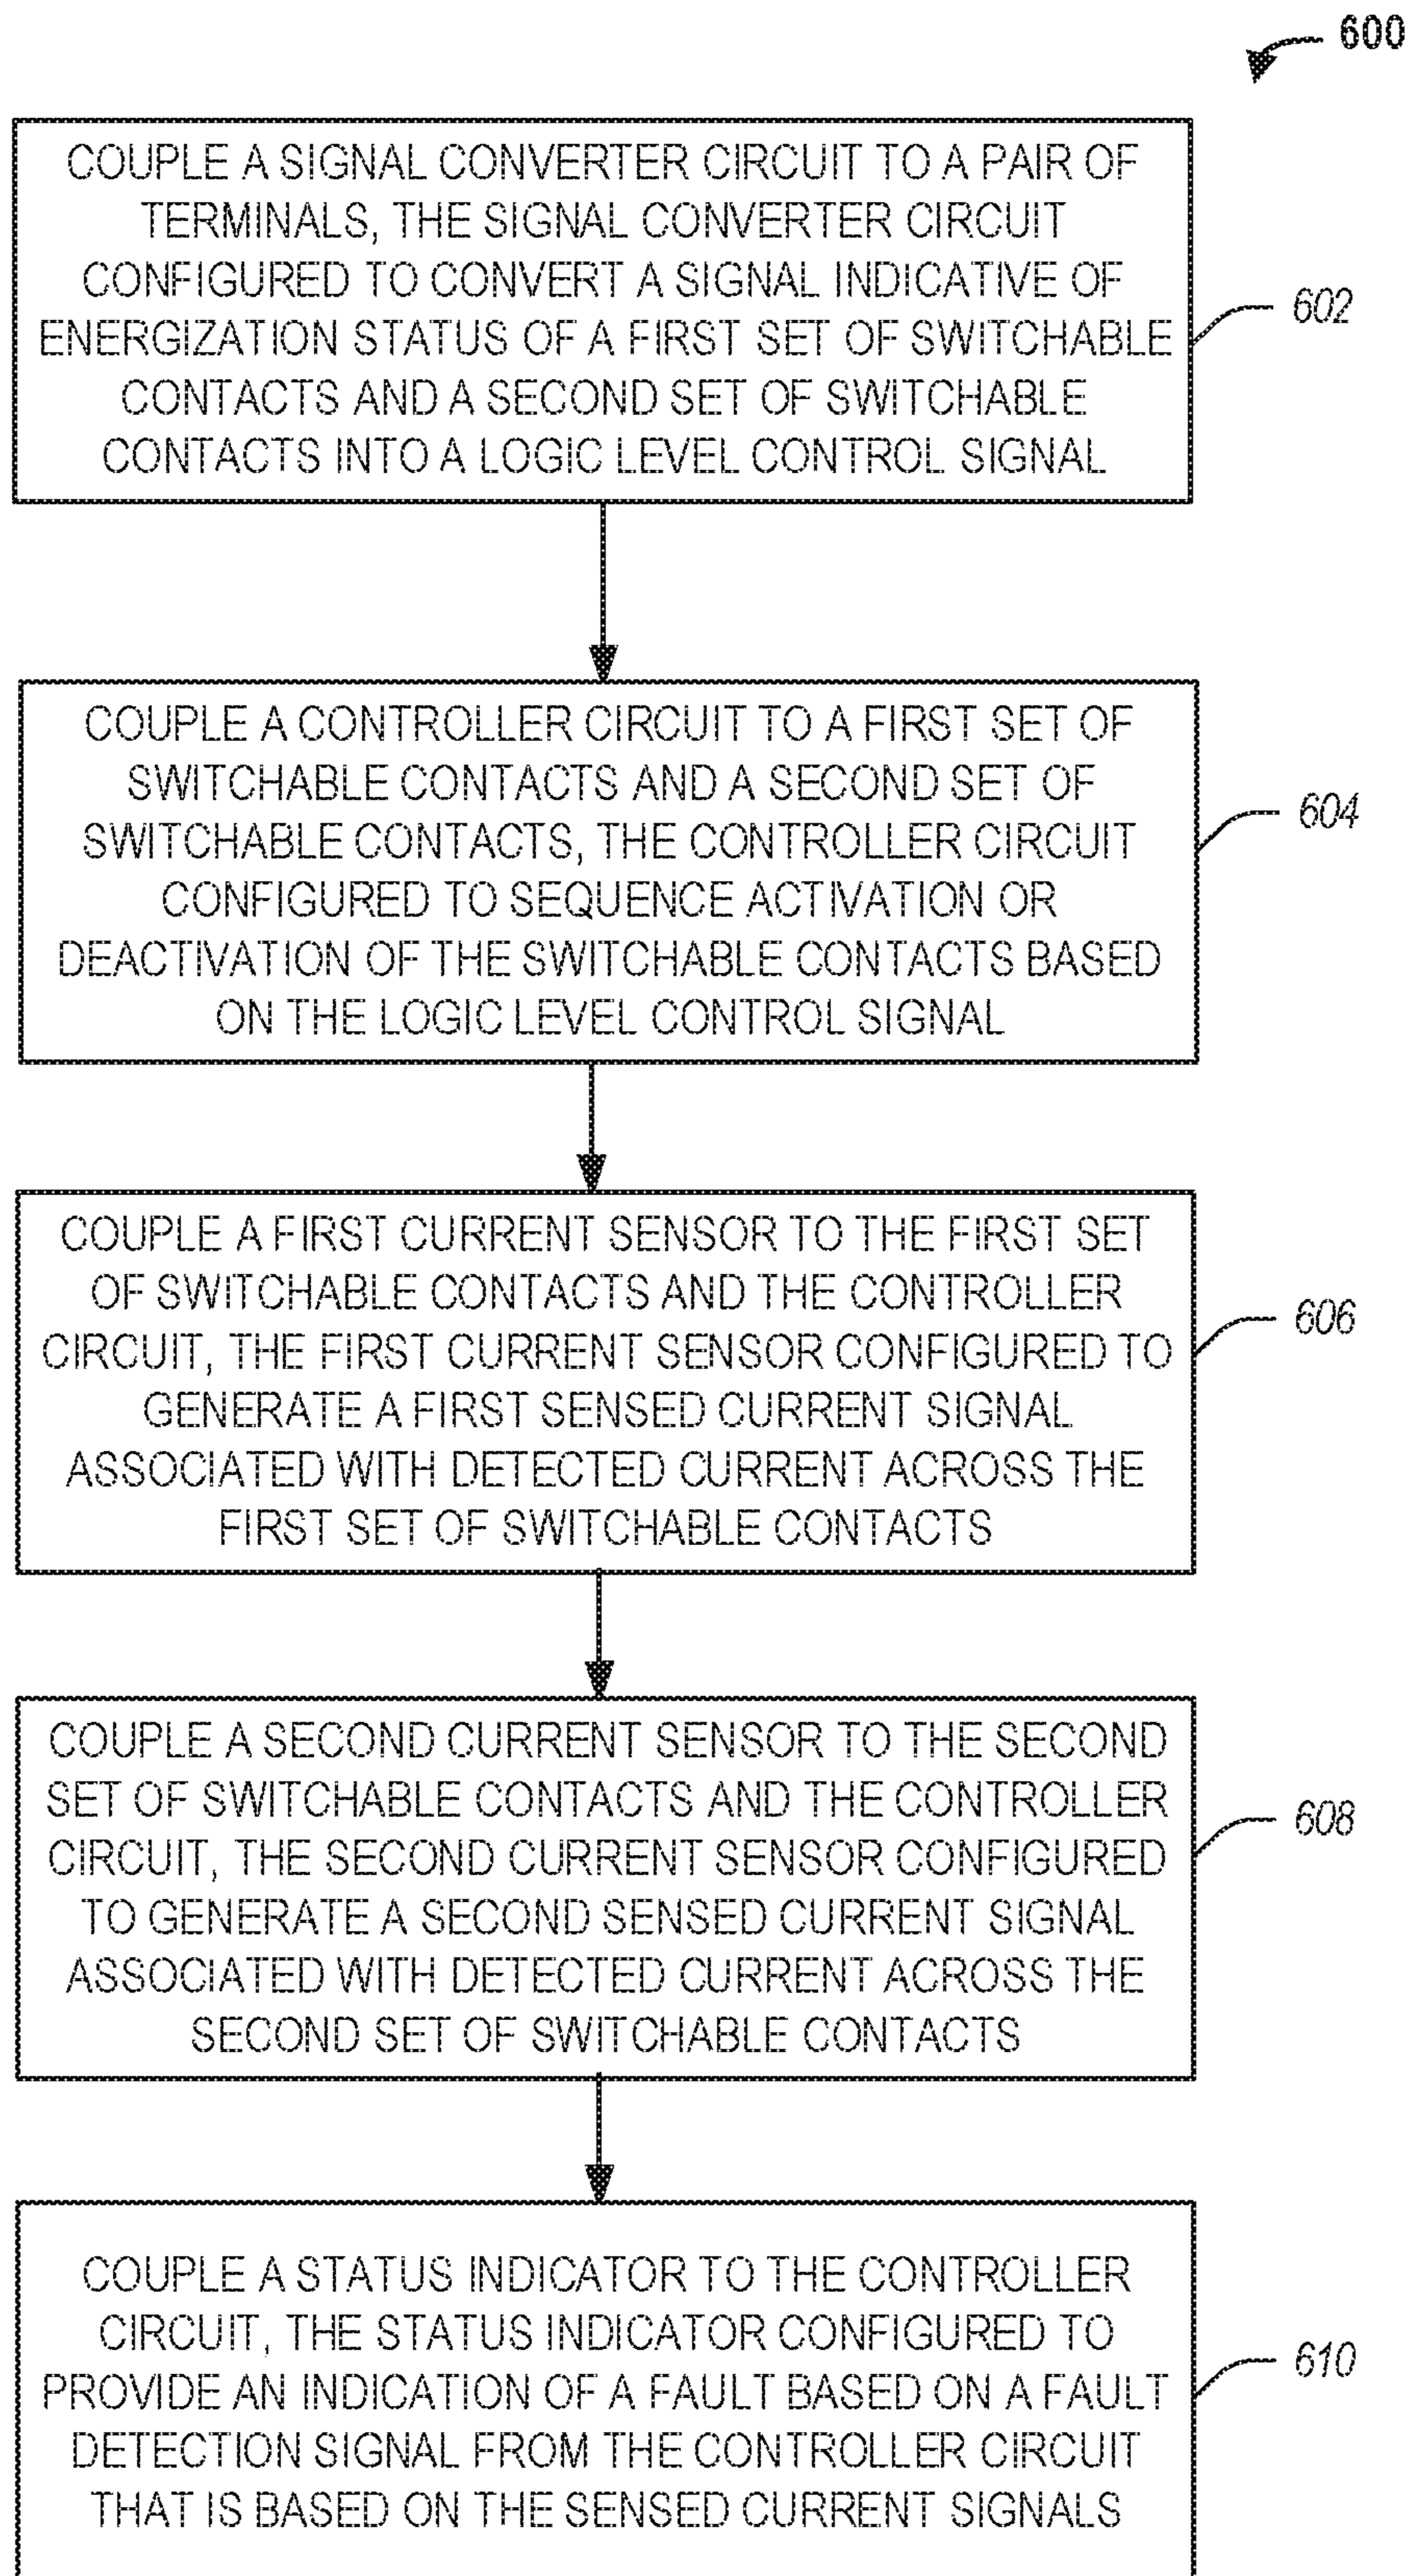 600
COUPLE A SIGNAL CONVERTER CIRCUIT TO A PAIR OF
TERMINALS, THE SIGNAL CONVERTER CIRCUIT
CONFIGURED TO CONVERT A SIGNAL INDICATIVE OF
ENERGIZATION STATUS OF A FIRST SET OF SWITCHABLE
CONTACTS AND A SECOND SET OF SWITCHABLE
CONTACTS INTO A LOGIC LEVEL CONTROL SIGNAL
602
COUPLE A CONTROLLER CIRCUIT TO A FIRST SET OF
SWITCHABLE CONTACTS AND A SECOND SET OF
SWITCHABLE CONTACTS, THE CONTROLLER CIRCUIT
CONFIGURED TO SEQUENCE ACTIVATION OR
DEACTIVATION OF THE SWITCHABLE CONTACTS BASED
ON THE LOGIC LEVEL CONTROL SIGNAL
604
COUPLE A FIRST CURRENT SENSOR TO THE FIRST SET
OF SWITCHABLE CONTACTS AND THE CONTROLLER
CIRCUIT, THE FIRST CURRENT SENSOR CONFIGURED TO
GENERATE A FIRST SENSED CURRENT SIGNAL
ASSOCIATED WITH DETECTED CURRENT ACROSS THE
FIRST SET OF SWITCHABLE CONTACTS
606
COUPLE A SECOND CURRENT SENSOR TO THE SECOND
SET OF SWITCHABLE CONTACTS AND THE CONTROLLER
CIRCUIT, THE SECOND CURRENT SENSOR CONFIGURED
TO GENERATE A SECOND SENSED CURRENT SIGNAL
ASSOCIATED WITH DETECTED CURRENT ACROSS THE
SECOND SET OF SWITCHABLE CONTACTS
608
COUPLE A STATUS INDICATOR TO THE CONTROLLER
CIRCUIT, THE STATUS INDICATOR CONFIGURED TO
PROVIDE AN INDICATION OF A FAULT BASED ON A FAULT
DETECTION SIGNAL FROM THE CONTROLLER CIRCUIT
THAT IS BASED ON THE SENSED CURRENT SIGNALS
610